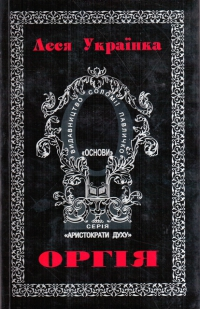 Леся Українка
ВИДАВНИЦТВО СОЛОМІЇ ПАВЛИЧКО
«ОСНОВИ»
СЕРІЯ
«АРИСТОКРАТИ ДУХУ»
ОРГІЯ